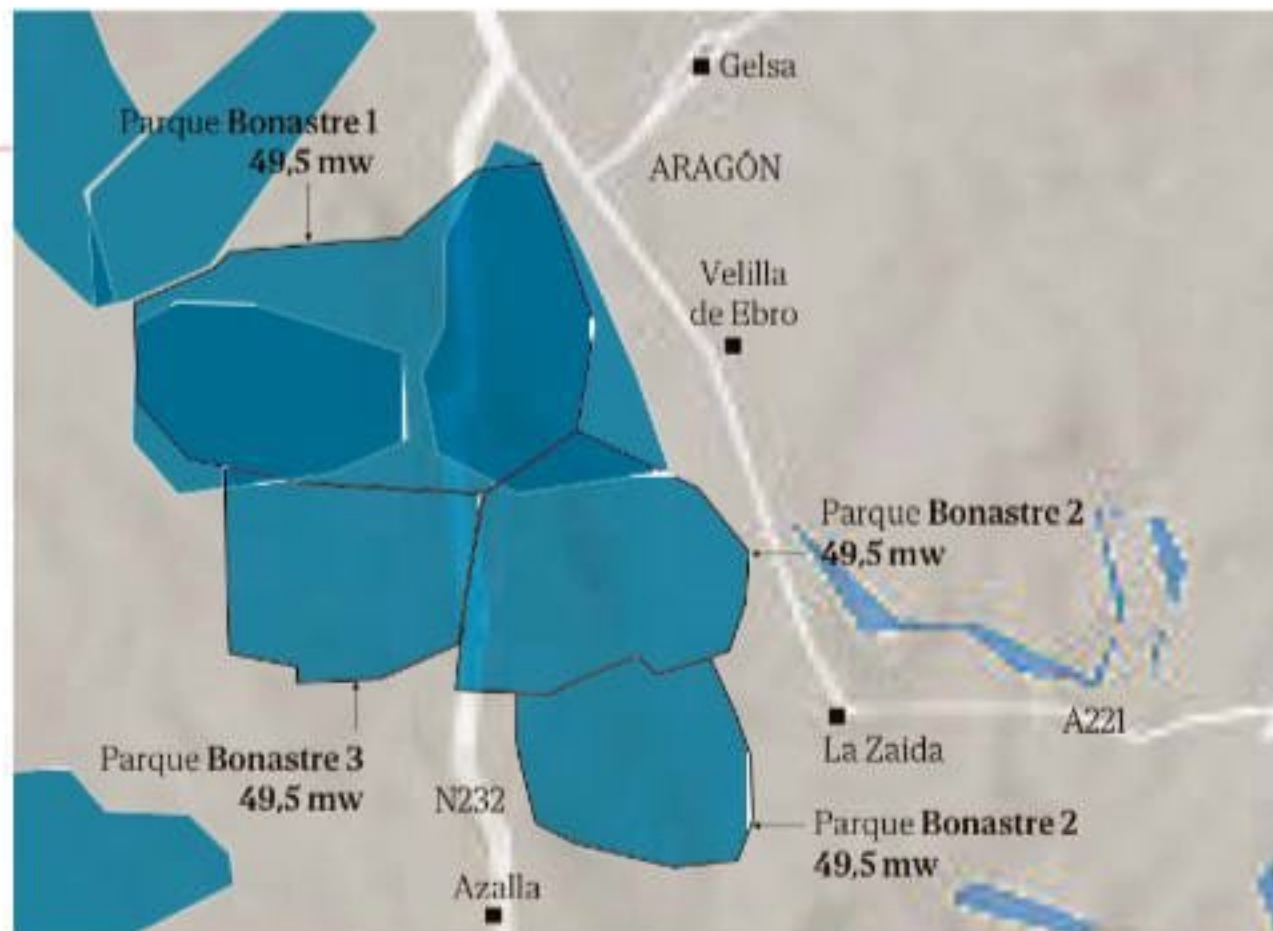 Gelsa
Parque Bonastre 1
49,5 mw
ARAGÓN
Velilla
de Ebro
Parque Bonastre 2
49,5 mw
A221
La Zaida
Parque Bonastre 3
49,5 mw
N232
Parque Bonastre 2
49,5 mw
Azalla